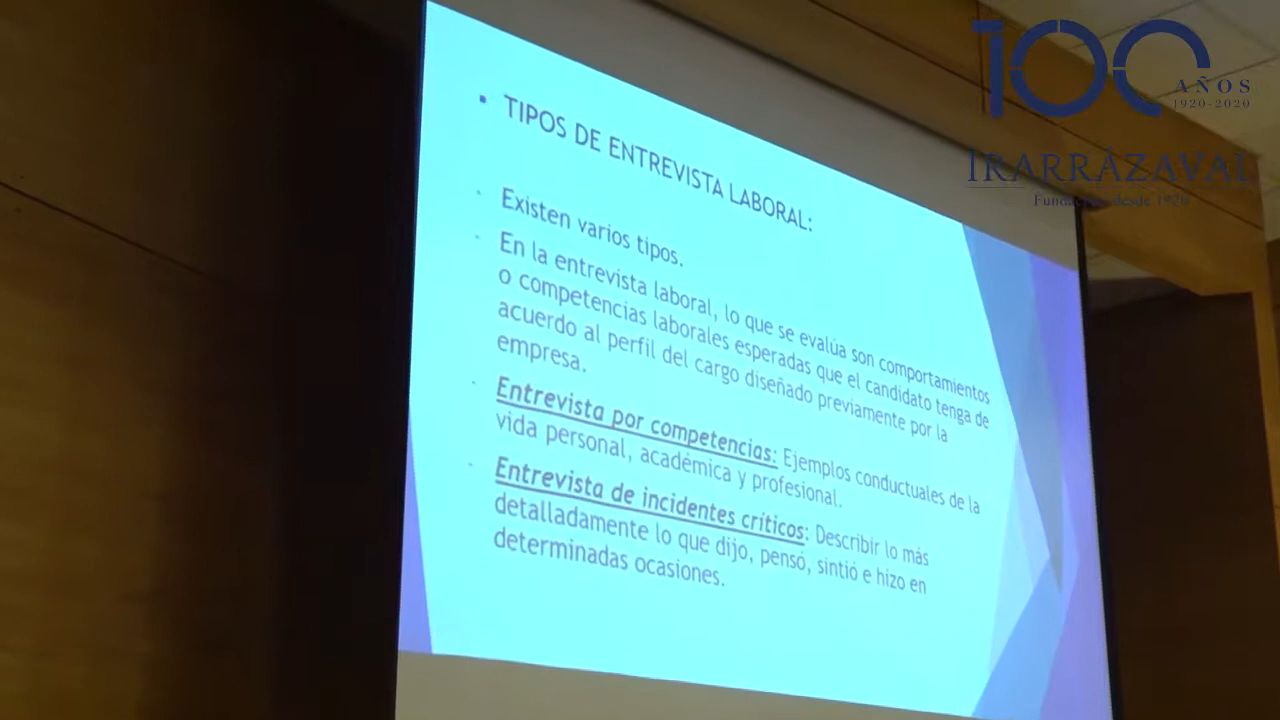 100
AÑOS
1920-2020
IRARRÁZAVAL
desde 1920
TIPOS DE ENTREVISTA LABORAL:
Existen varios tipos.
En la entrevista laboral, lo que se evalúa son comportamientos
o competencias laborales esperadas que el candidato tenga de
acuerdo al perfil del cargo diseñado previamente por la
empresa.
Entrevista por competencias: Ejemplos conductuales de la
vida personal, académica y profesional.
Entrevista de incidentes críticos: Describir lo más
detalladamente lo que dijo, pensó, sintió e hizo en
determinadas ocasiones.